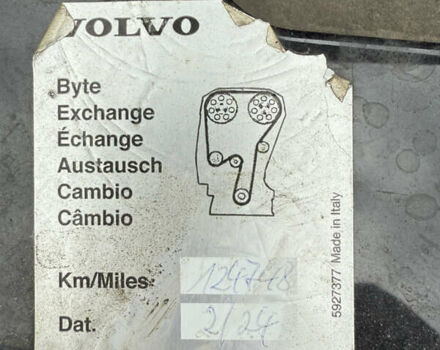 VOLVO
Byte
Exchange
Échange
Austausch
Cambio
Câmbio
Km/Miles: 124748
Dat. 2/24
5927377 Made in Italy